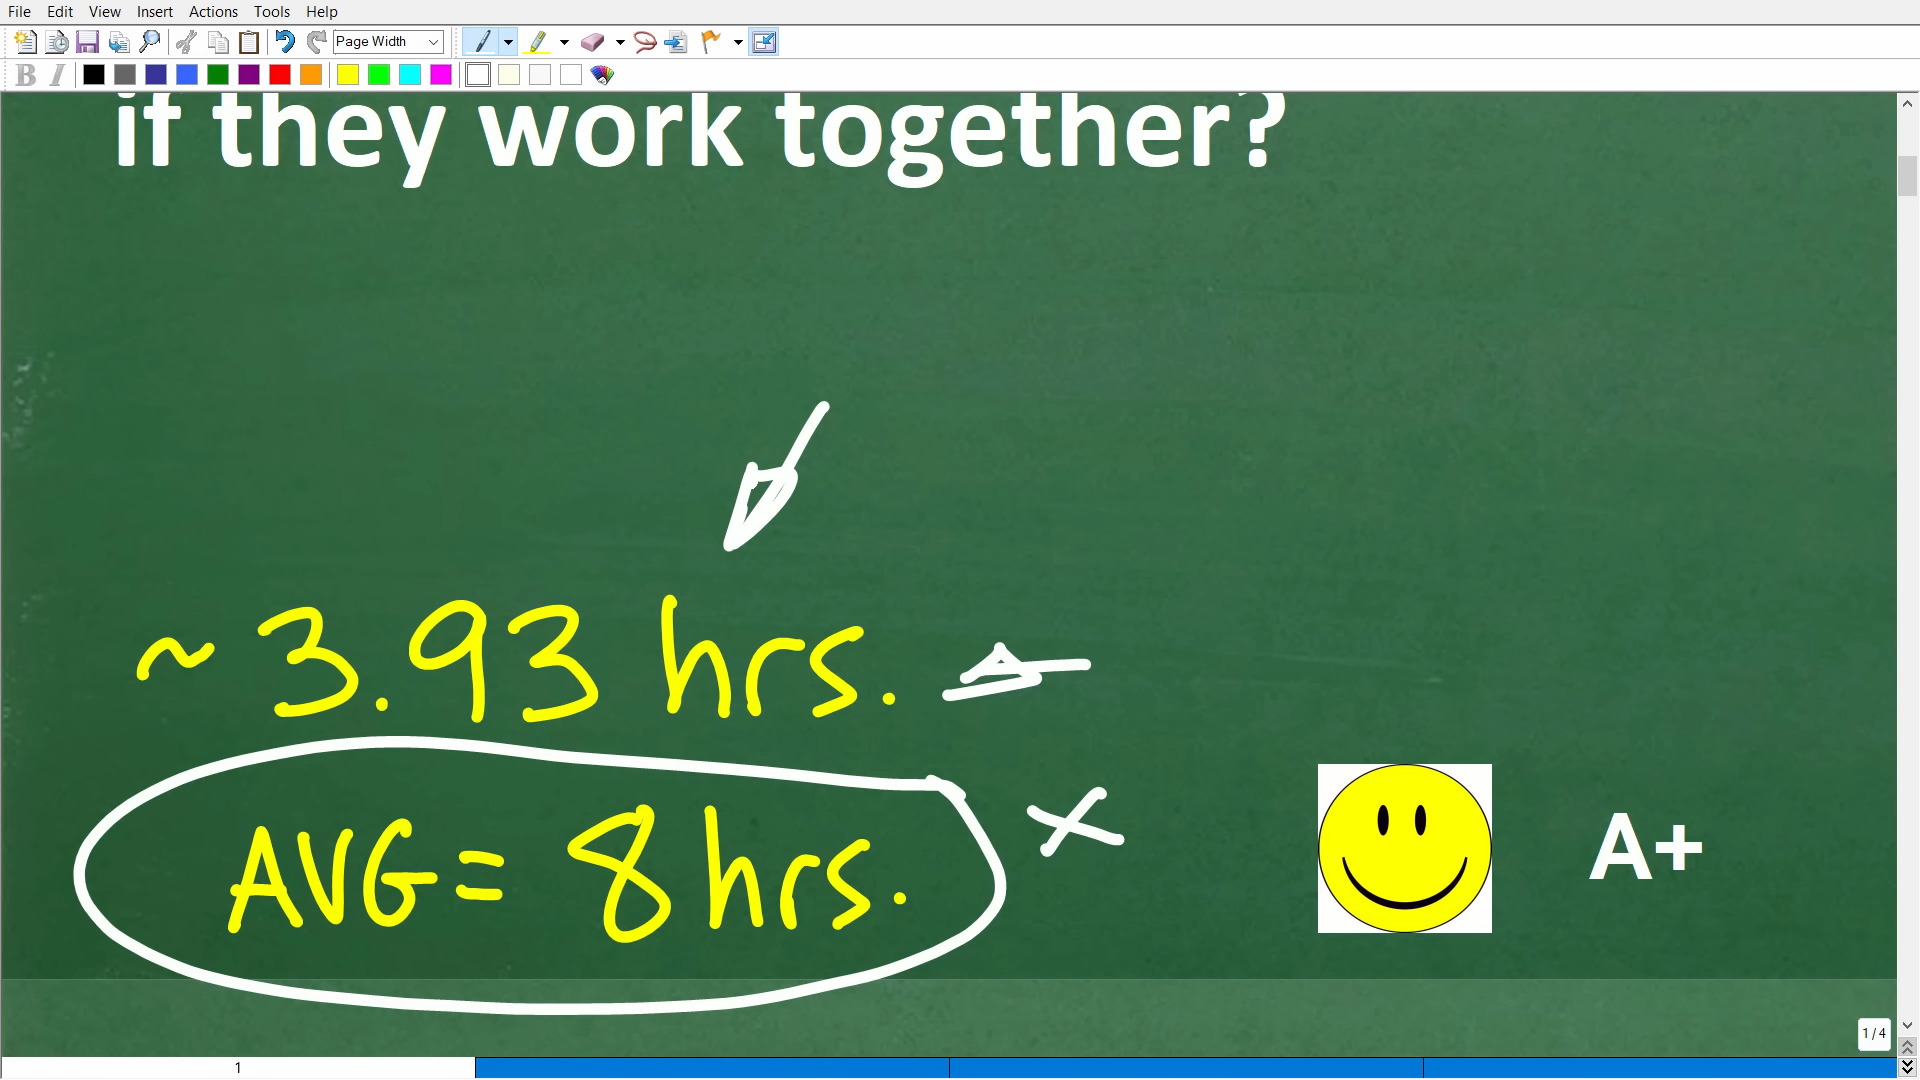 File Edit View Insert Actions Tools Help
Page Width
B I
if they work together?
~ 3.93 hrs.
AVG = 8 hrs.
A+
1 / 4
1